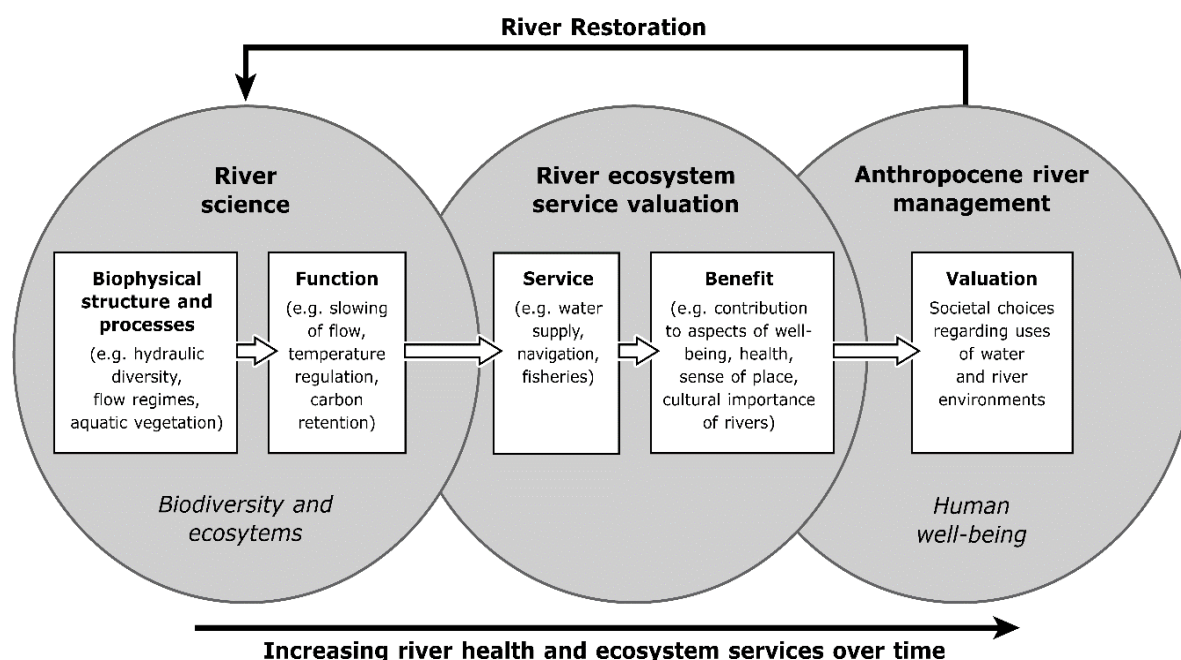 River Restoration
River
science
River ecosystem
service valuation
Anthropocene river
management
Biophysical
structure and
processes
(e.g. hydraulic
diversity,
flow regimes,
aquatic vegetation)
Function
(e.g. slowing
of flow,
temperature
regulation,
carbon
retention)
Service
(e.g. water
supply,
navigation,
fisheries)
Benefit
(e.g. contribution
to aspects of well-
being, health,
sense of place,
cultural importance
of rivers)
Valuation
Societal choices
regarding uses
of water
and river
environments
Biodiversity and
ecosytems
Human
well-being
Increasing river health and ecosystem services over time